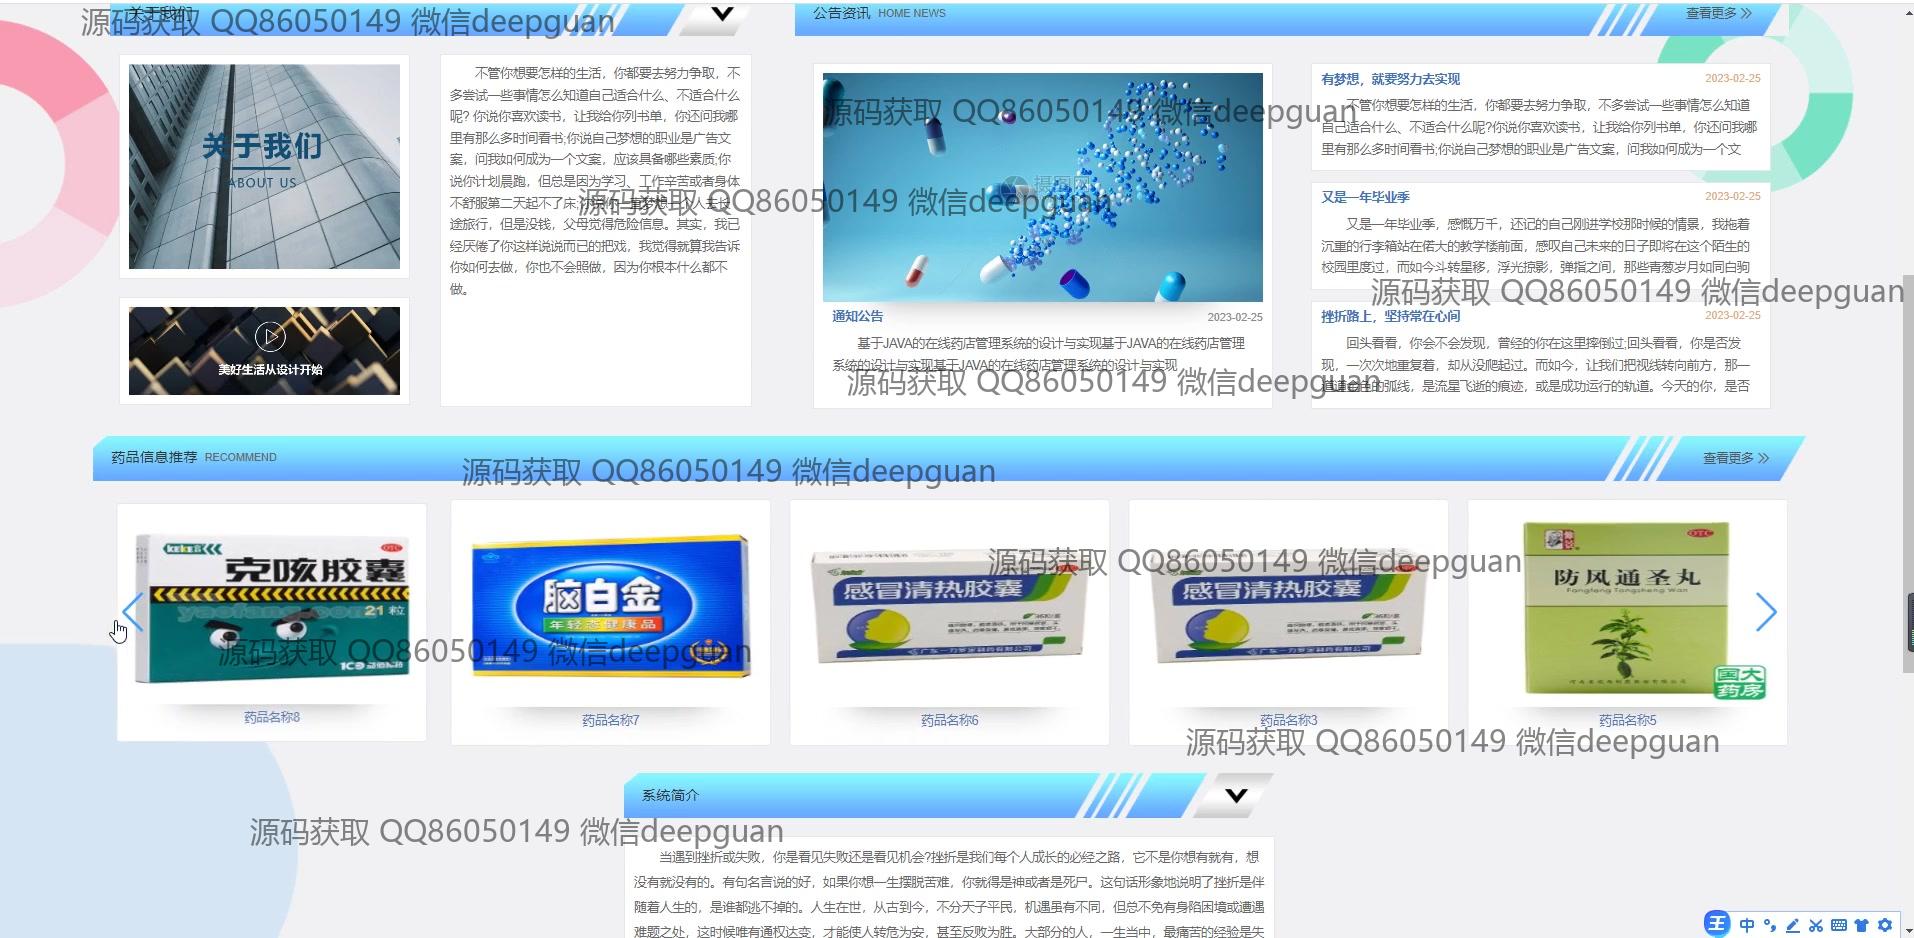 关于我们
源码获取 QQ86050149 微信deepguan
公告资讯 HOME NEWS
查看更多
关于我们
ABOUT US
美好生活从设计开始
不管你想要怎样的生活，你都要去努力争取，不
多尝试一些事情怎么知道自己适合什么、不适合什么
呢？你说你喜欢读书，让我给你列书单，你还问我哪
里有那么多时间看书;你说自己梦想的职业是广告文
案，问我如何成为一个文案，应该具备哪些素质;你
说你计划晨跑，但总是因为学习、工作辛苦或者身体
不舒服第二天起不了床;
途旅行，但是没钱，父母觉得危险信息。其实，我已
经厌倦了你这样说说而已的把戏，我觉得就算我告诉
你如何去做，你也不会照做，因为你根本什么都不
做。
源码获取 QQ86050149 微信deepguan
源码获取 QQ86050149 微信deepguan
摄图网
通知公告
2023-02-25
基于JAVA的在线药店管理系统的设计与实现基于JAVA的在线药店管理
系统的设计与实现基于JAVA的在线药店管理系统的设计与实现
源码获取 QQ86050149 微信deepguan
有梦想，就要努力去实现
2023-02-25
不管你想要怎样的生活，你都要去努力争取，不多尝试一些事情怎么知道
自己适合什么、不适合什么呢?你说你喜欢读书，让我给你列书单，你还问我哪
里有那么多时间看书;你说自己梦想的职业是广告文案，问我如何成为一个文
又是一年毕业季
2023-02-25
又是一年毕业季，感慨万千，还记的自己刚进学校那时候的情景，我拖着
沉重的行李箱站在偌大的教学楼前面，感叹自己未来的日子即将在这个陌生的
校园里度过，而如今斗转星移，浮光掠影，弹指之间，那些青葱岁月如同白驹
源码获取 QQ86050149 微信deepguan
挫折路上，坚持常在心间
2023-02-25
回头看看，你会不会发现，曾经的你在这里摔倒过;回头看看，你是否发
现，一次次地重复着，却从没爬起过。而如今，让我们把视线转向前方，那一
道道金色的弧线，是流星飞逝的痕迹，或是成功运行的轨道。今天的你，是否
药品信息推荐 RECOMMEND
查看更多
源码获取 QQ86050149 微信deepguan
克咳胶囊
OTC
yaofang.com
21粒
药品名称8
脑白金
年轻态健康品
药品名称7
源码获取 QQ86050149 微信deepguan
感冒清热胶囊
药品名称6
源码获取 QQ86050149 微信deepguan
感冒清热胶囊
药品名称3
OTC
防风通圣丸
Fangfeng Tongsheng Wan
国大
药房
药品名称5
源码获取 QQ86050149 微信deepguan
系统简介
源码获取 QQ86050149 微信deepguan
当遇到挫折或失败，你是看见失败还是看见机会?挫折是我们每个人成长的必经之路，它不是你想有就有，想
没有就没有的。有句名言说的好，如果你想一生摆脱苦难，你就得是神或者是死尸。这句话形象地说明了挫折是伴
随着人生的，是谁都逃不掉的。人生在世，从古到今，不分天子平民，机遇虽有不同，但总不免有身陷困境或遭遇
难题之处，这时候唯有通权达变，才能使人转危为安，甚至反败为胜。大部分的人，一生当中，最痛苦的经验是失
王 中